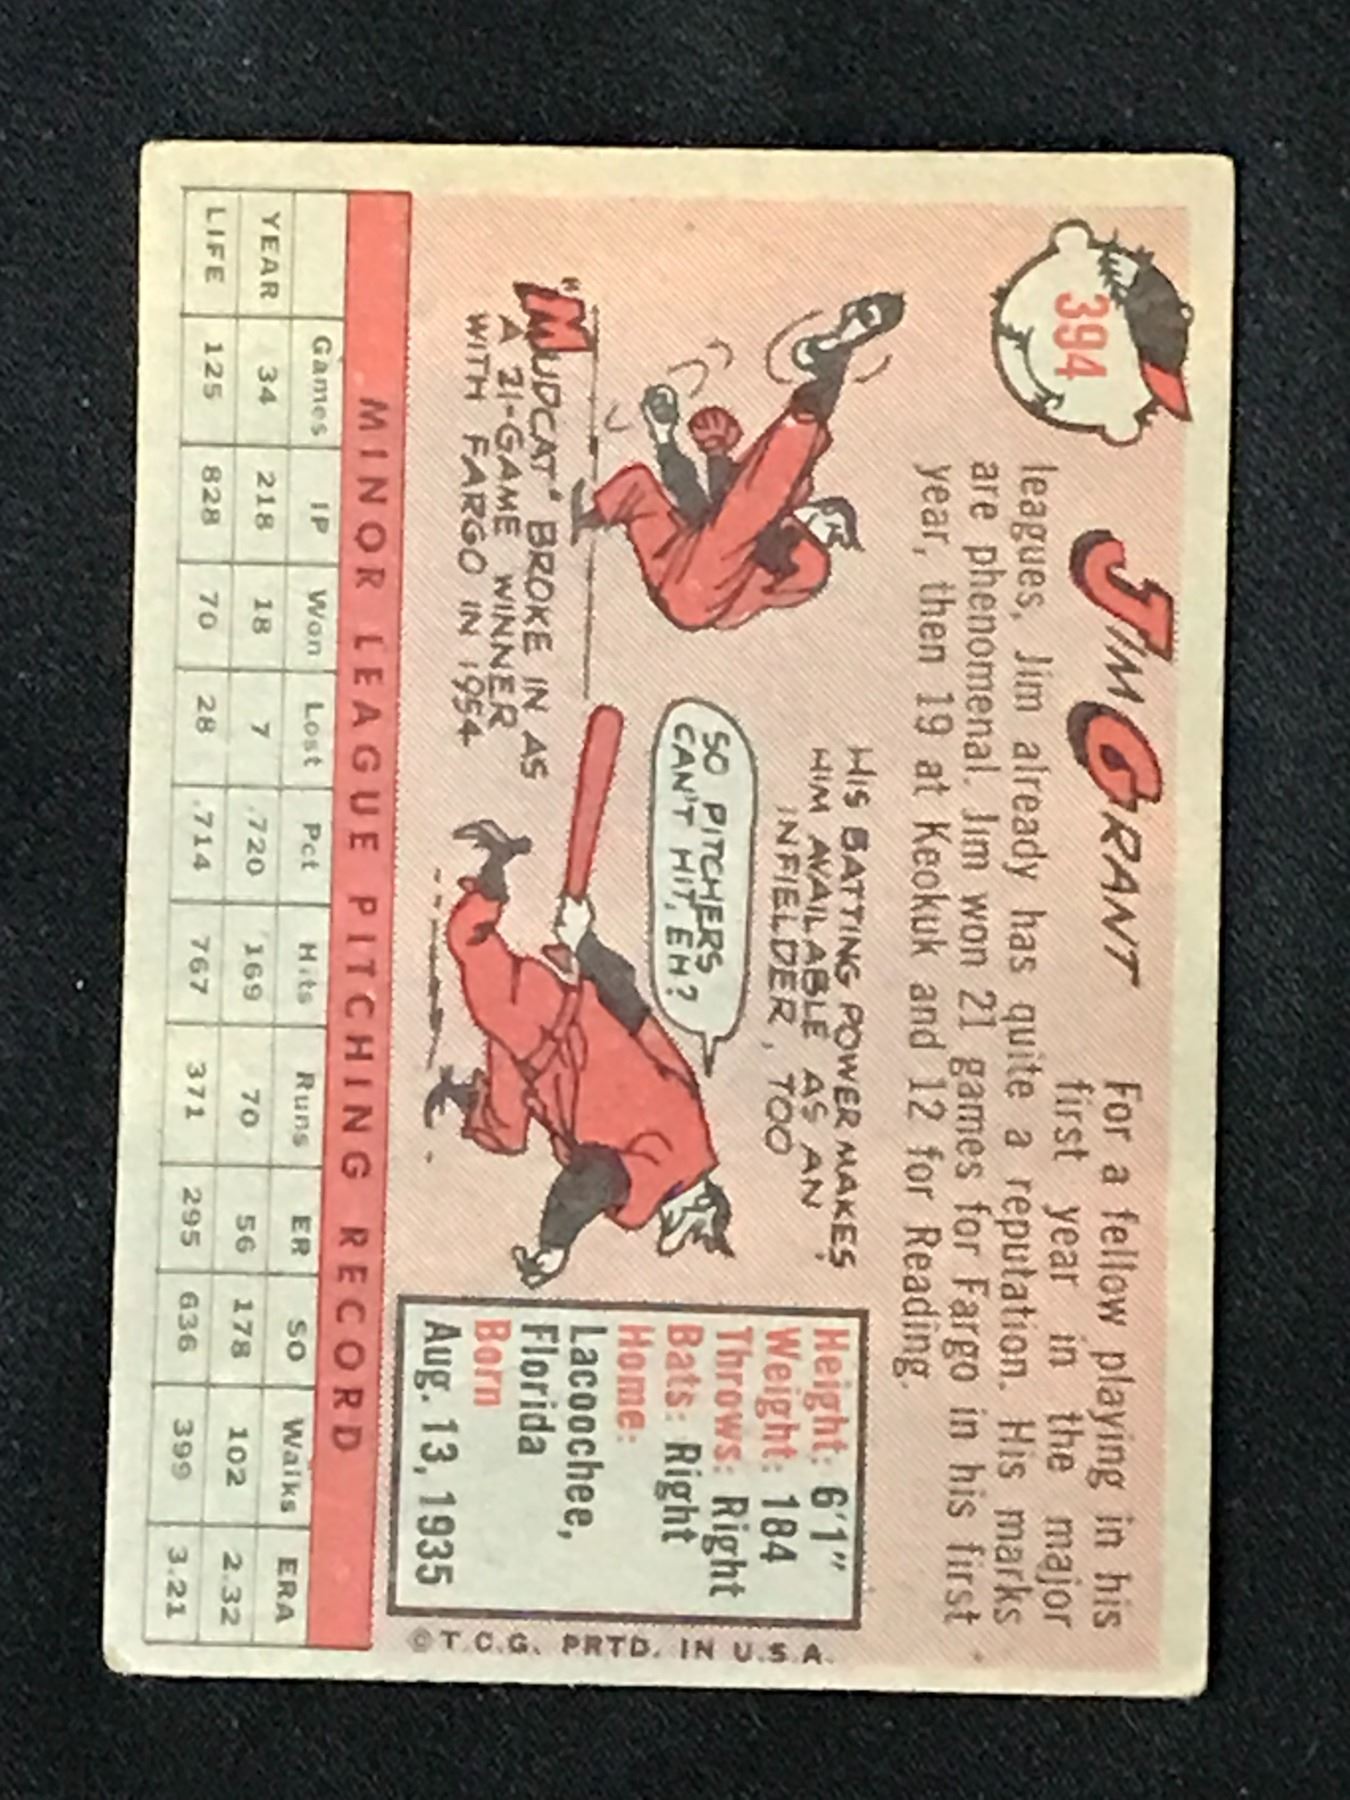 394
JIM GRANT
For a fellow playing in his
first year in the major
leagues, Jim already has quite a reputation. His marks
are phenomenal. Jim won 21 games for Fargo in his first
year, then 19 at Keokuk and 12 for Reading.
"MUDCAT" BROKE IN AS
A 21-GAME WINNER
WITH FARGO IN 1954
HIS BATTING POWER MAKES
HIM AVAILABLE AS AN
INFIELDER, TOO
SO PITCHERS
CAN'T HIT, EH?
Height: 6'1"
Weight: 184
Throws: Right
Bats: Right
Home:
Lacoochee,
Florida
Born
Aug. 13, 1935
©T.C.G. PRTD. IN U.S.A.
MINOR LEAGUE PITCHING RECORD
Games IP Won Lost Pct Hits Runs ER SO Walks ERA
YEAR 34 218 18 7 .720 169 70 56 178 102 2.32
LIFE 125 828 70 28 .714 767 371 295 636 399 3.21